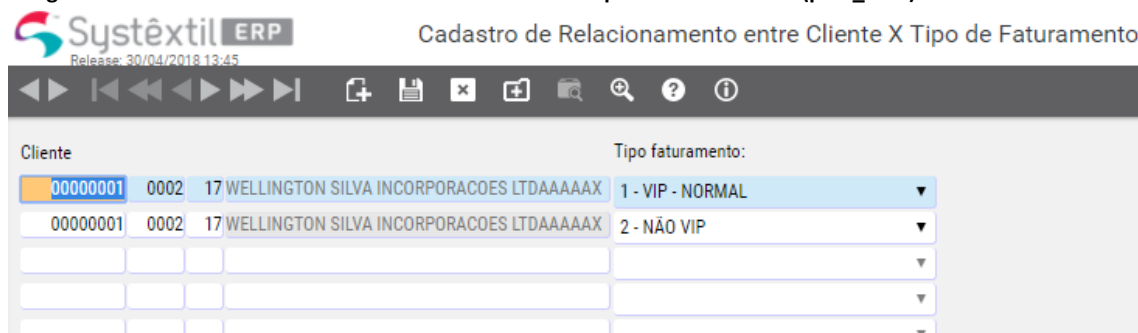 Systêxtil ERP
Cadastro de Relacionamento entre Cliente X Tipo de Faturamento
Release: 30/04/2018 13:45
Cliente Tipo faturamento:
00000001 0002 17 WELLINGTON SILVA INCORPORACOES LTDAAAAAX 1 - VIP - NORMAL
00000001 0002 17 WELLINGTON SILVA INCORPORACOES LTDAAAAAX 2 - NÃO VIP